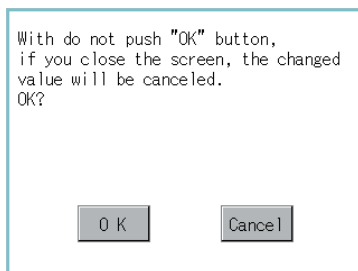 With do not push "OK" button,
if you close the screen, the changed
value will be canceled.
OK?
O K
Cancel